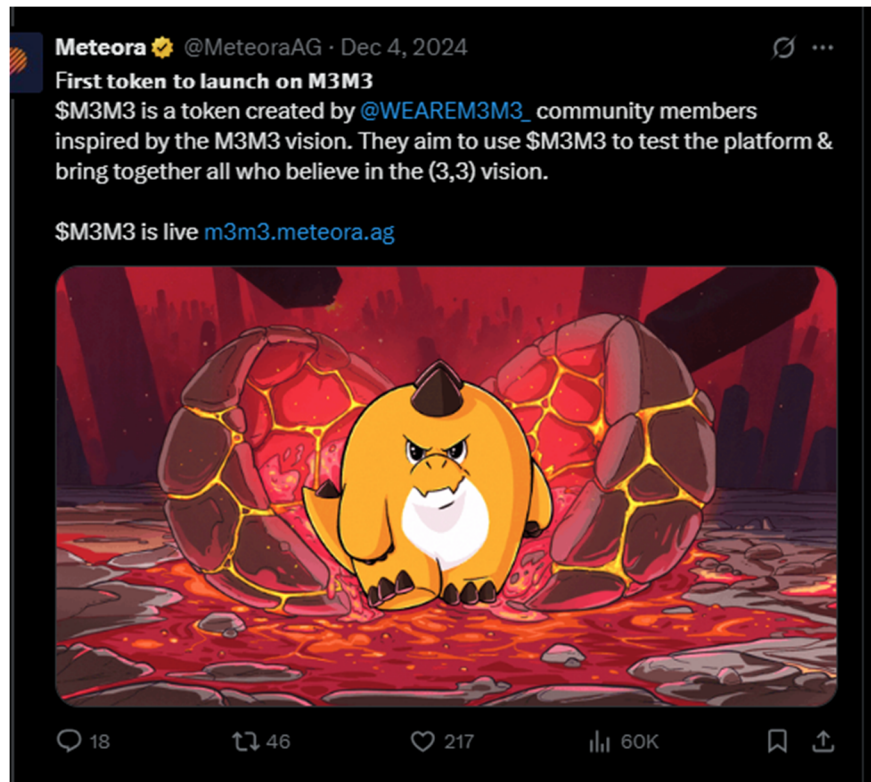 Meteora @MeteoraAG · Dec 4, 2024
First token to launch on M3M3
$M3M3 is a token created by @WEAREM3M3_ community members
inspired by the M3M3 vision. They aim to use $M3M3 to test the platform &
bring together all who believe in the (3,3) vision.
$M3M3 is live m3m3.meteora.ag
18 46 217 60K